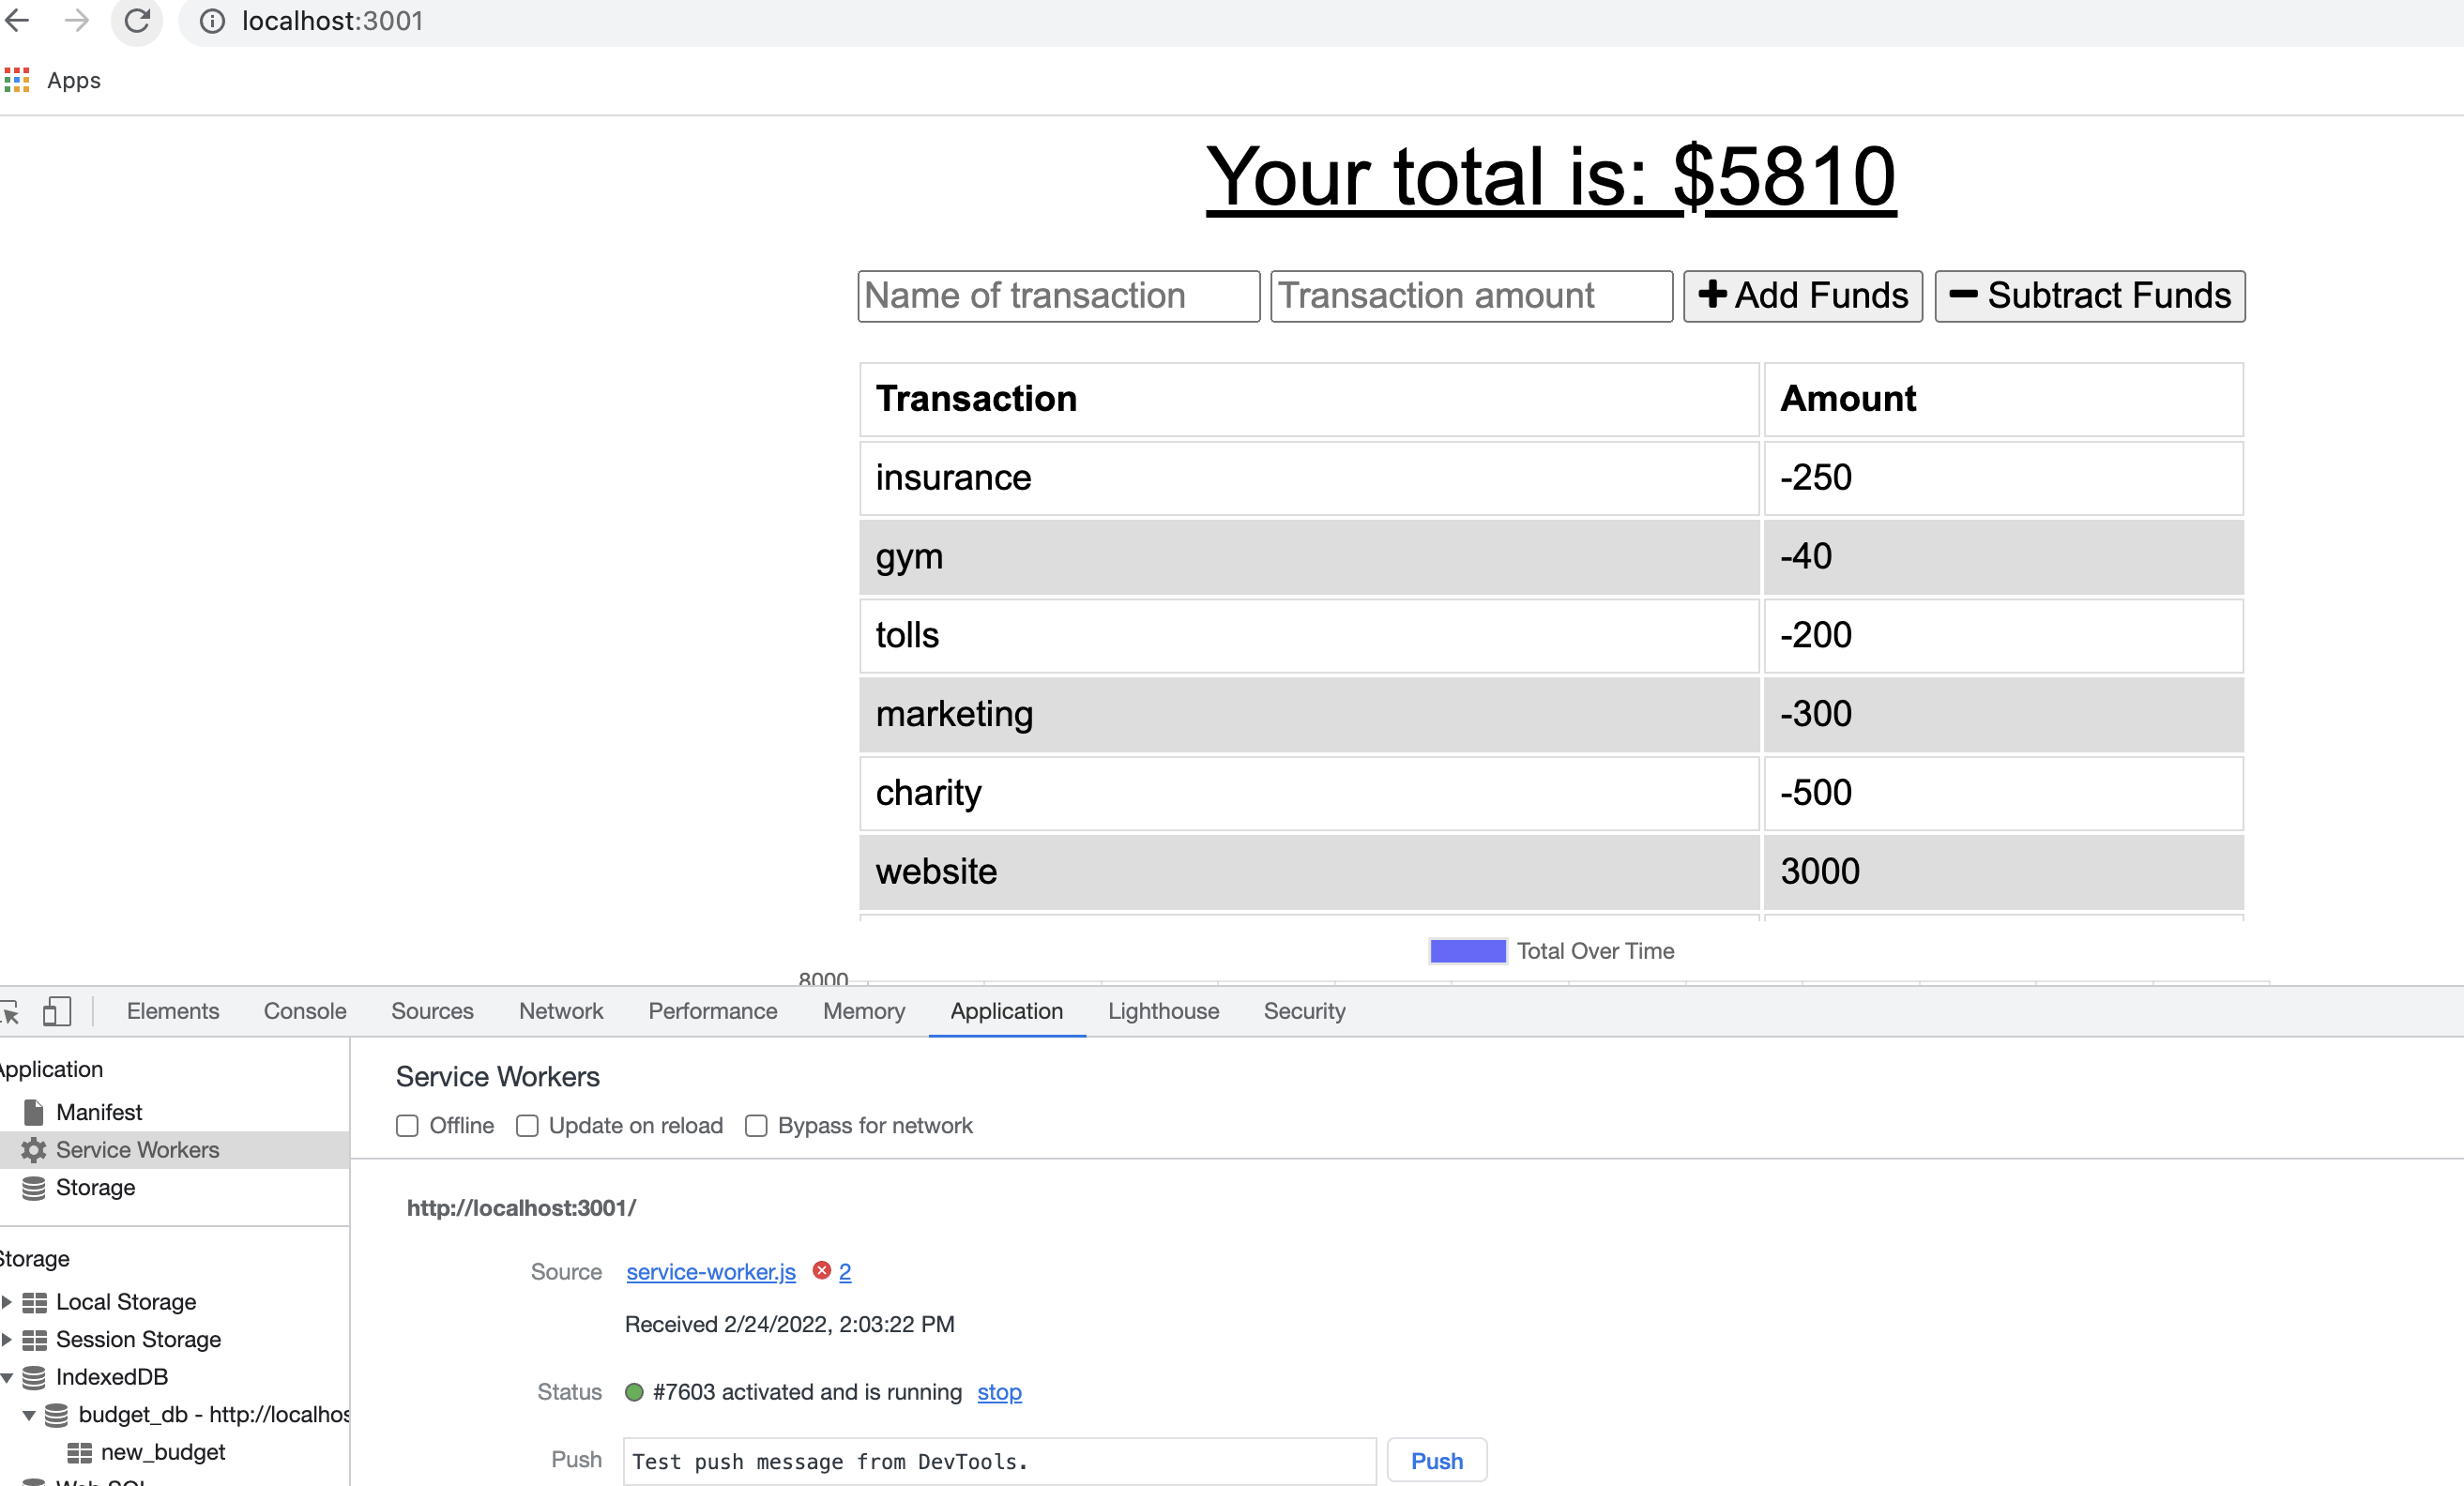 localhost:3001
Apps
Your total is: $5810
Name of transaction Transaction amount Add Funds Subtract Funds
Transaction Amount
insurance -250
gym -40
tolls -200
marketing -300
charity -500
website 3000
Total Over Time
8000
Elements Console Sources Network Performance Memory Application Lighthouse Security
Application
Manifest
Service Workers
Storage
Storage
Local Storage
Session Storage
IndexedDB
budget_db - http://localhos
new_budget
Web SQL
Service Workers
Offline Update on reload Bypass for network
http://localhost:3001/
Source service-worker.js 2
Received 2/24/2022, 2:03:22 PM
Status #7603 activated and is running stop
Push Test push message from DevTools. Push